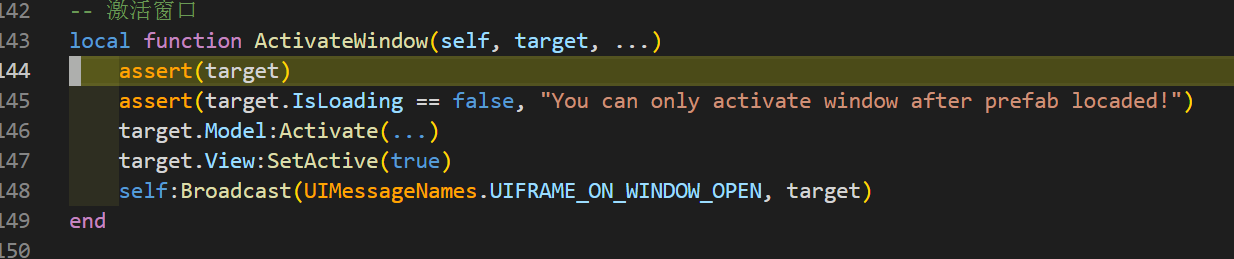 142 -- 激活窗口
143 local function ActivateWindow(self, target, ...)
144 assert(target)
145 assert(target.IsLoading == false, "You can only activate window after prefab locaded!")
146 target.Model:Activate(...)
147 target.View:SetActive(true)
148 self:Broadcast(UIMessageNames.UIFRAME_ON_WINDOW_OPEN, target)
149 end
150